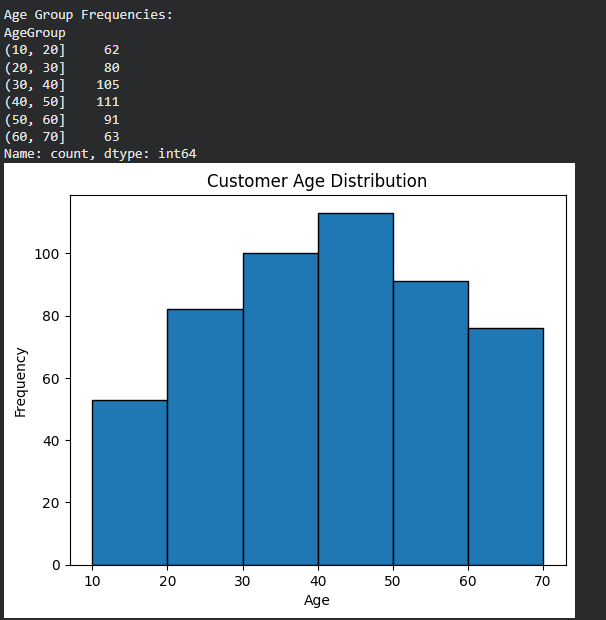 Age Group Frequencies:
AgeGroup
(10, 20]     62
(20, 30]     80
(30, 40]    105
(40, 50]    111
(50, 60]     91
(60, 70]     63
Name: count, dtype: int64
Customer Age Distribution
Frequency
100
80
60
40
20
0
10 20 30 40 50 60 70
Age